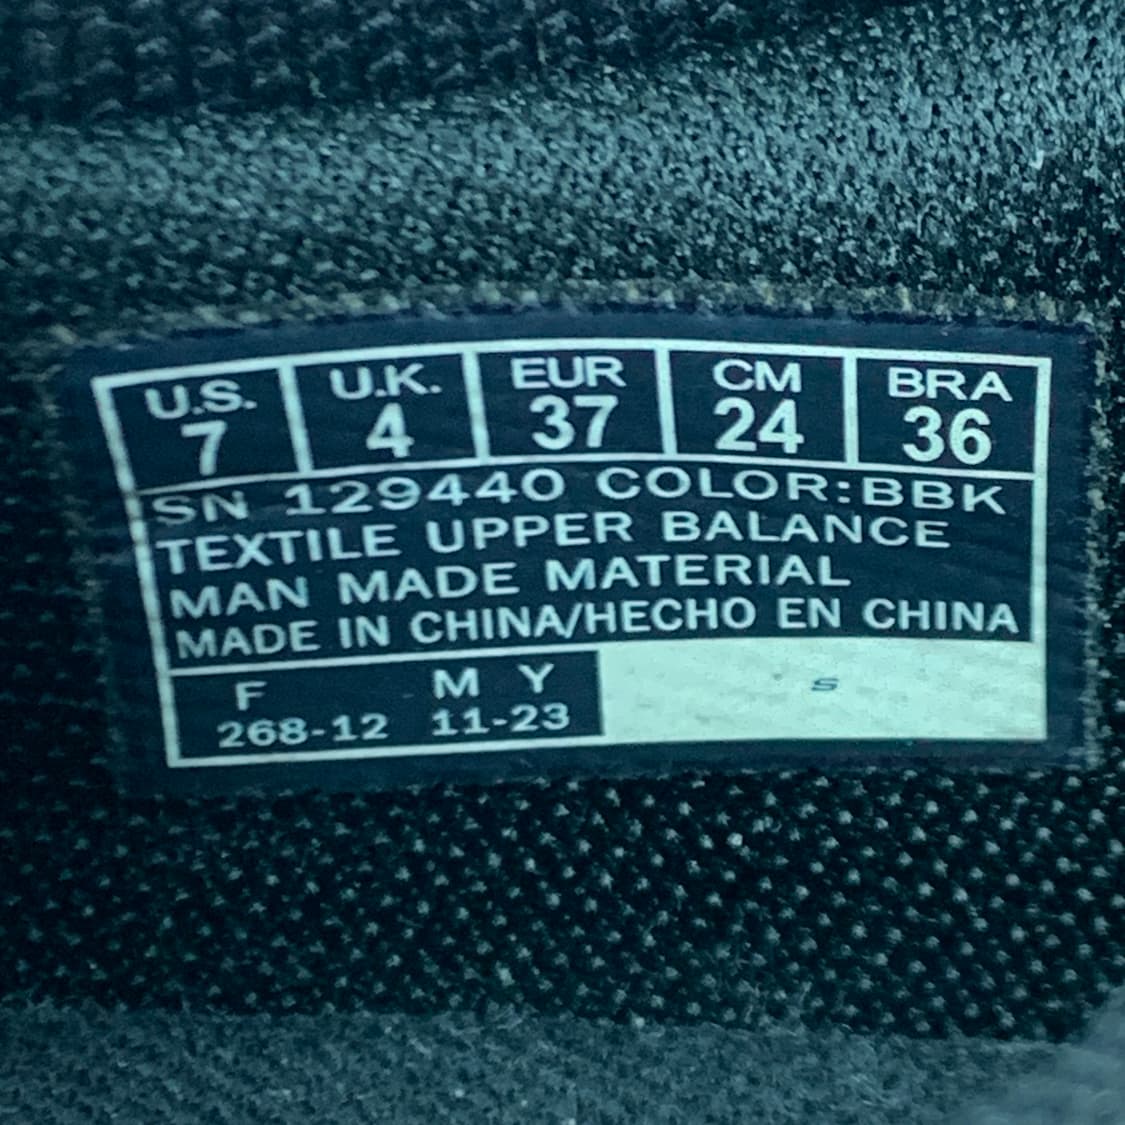 U.S. U.K. EUR CM BRA
7 4 37 24 36
SN 129440 COLOR:BBK
TEXTILE UPPER BALANCE
MAN MADE MATERIAL
MADE IN CHINA/HECHO EN CHINA
F M Y
268-12 11-23
S